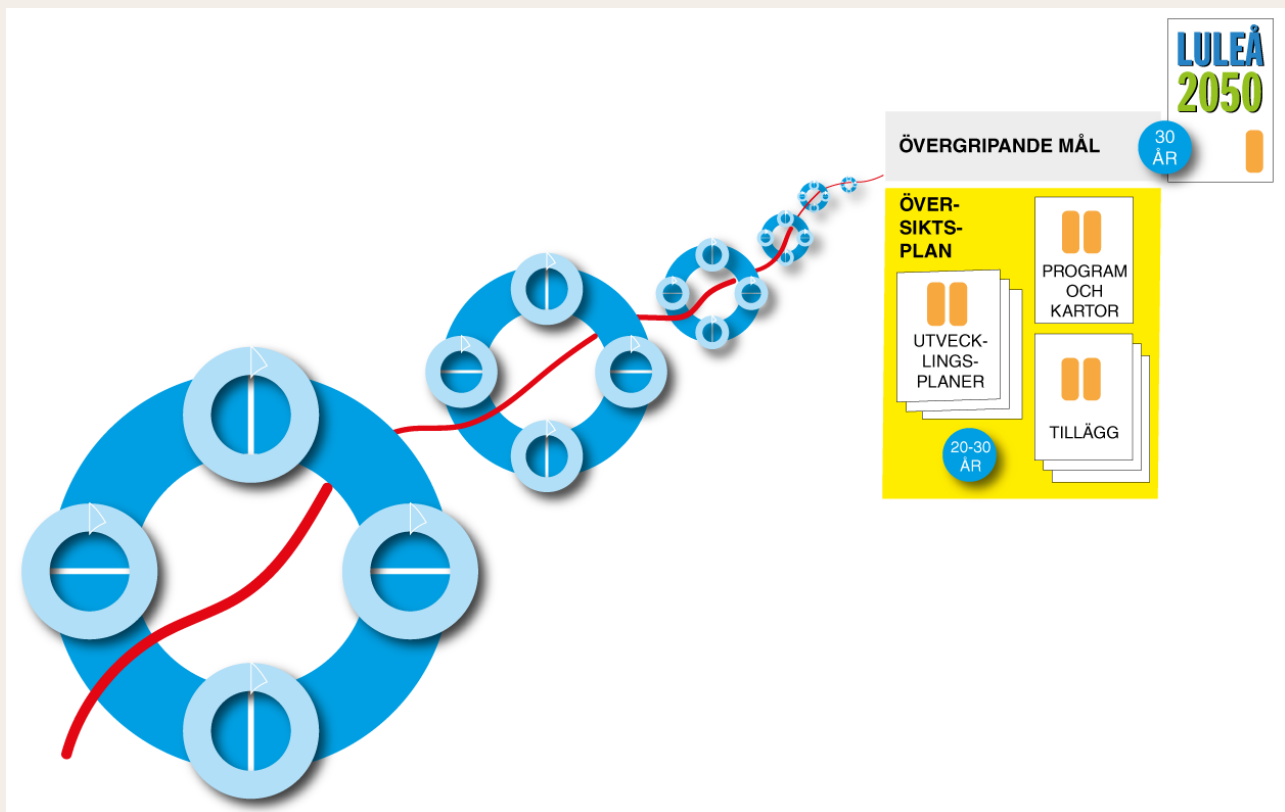 LULEÅ
2050
ÖVERGRIPANDE MÅL
30
ÅR
ÖVER-
SIKTS-
PLAN
PROGRAM
OCH
KARTOR
UTVECK-
LINGS-
PLANER
TILLÄGG
20-30
ÅR